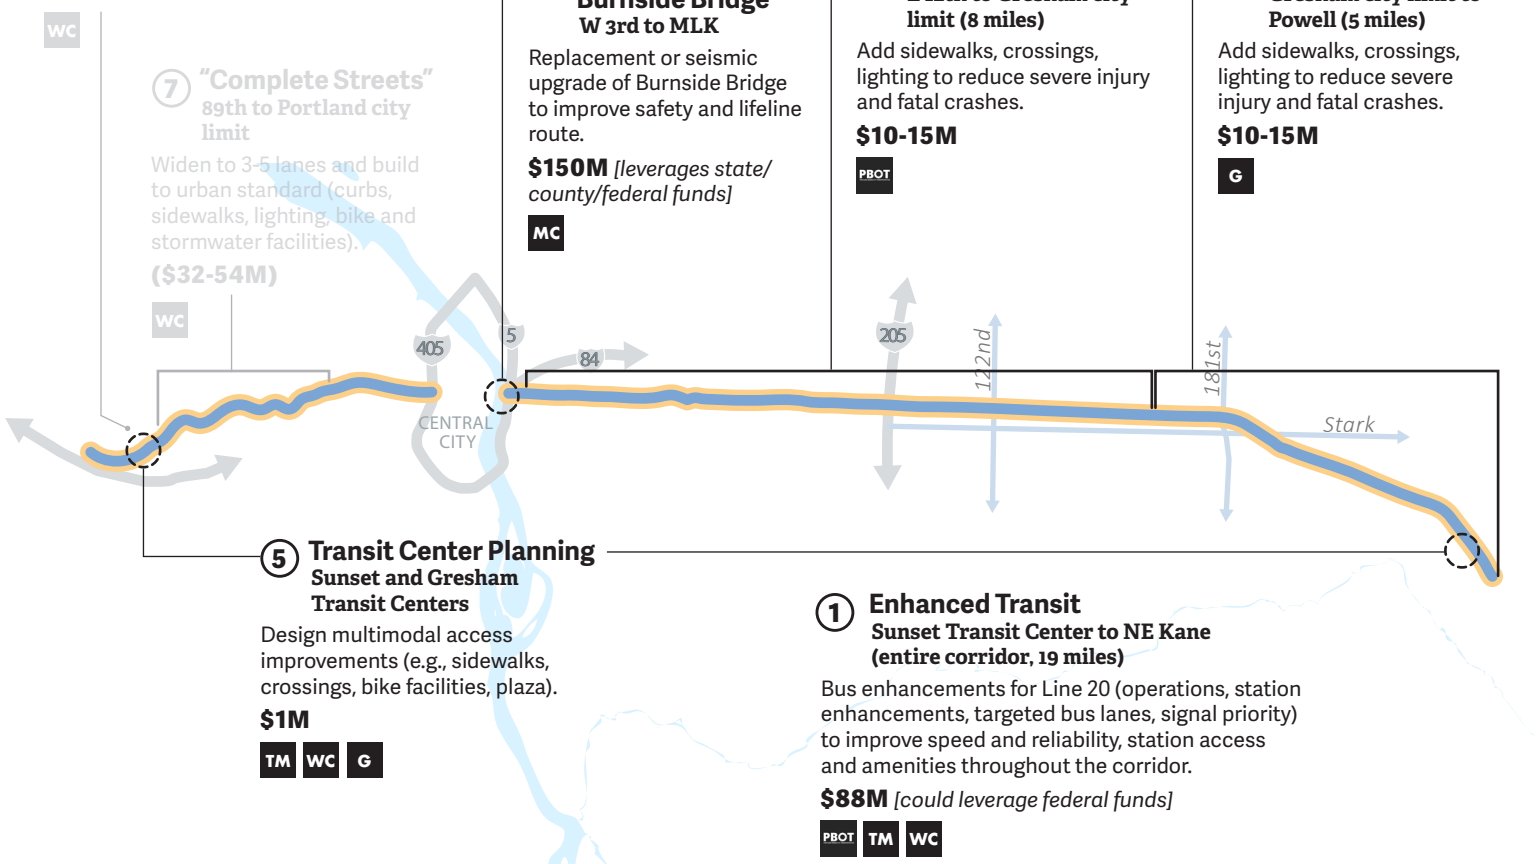 WC
7 “Complete Streets”
89th to Portland city
limit
Widen to 3-5 lanes and build
to urban standard (curbs,
sidewalks, lighting, bike and
stormwater facilities).
($32-54M)
WC
Burnside Bridge
W 3rd to MLK
Replacement or seismic
upgrade of Burnside Bridge
to improve safety and lifeline
route.
$150M [leverages state/
county/federal funds]
MC
limit (8 miles)
Add sidewalks, crossings,
lighting to reduce severe injury
and fatal crashes.
$10-15M
PBOT
Powell (5 miles)
Add sidewalks, crossings,
lighting to reduce severe
injury and fatal crashes.
$10-15M
G
405
5
84
205
122nd
181st
Stark
CENTRAL
CITY
5 Transit Center Planning
Sunset and Gresham
Transit Centers
Design multimodal access
improvements (e.g., sidewalks,
crossings, bike facilities, plaza).
$1M
TM WC G
1 Enhanced Transit
Sunset Transit Center to NE Kane
(entire corridor, 19 miles)
Bus enhancements for Line 20 (operations, station
enhancements, targeted bus lanes, signal priority)
to improve speed and reliability, station access
and amenities throughout the corridor.
$88M [could leverage federal funds]
PBOT TM WC